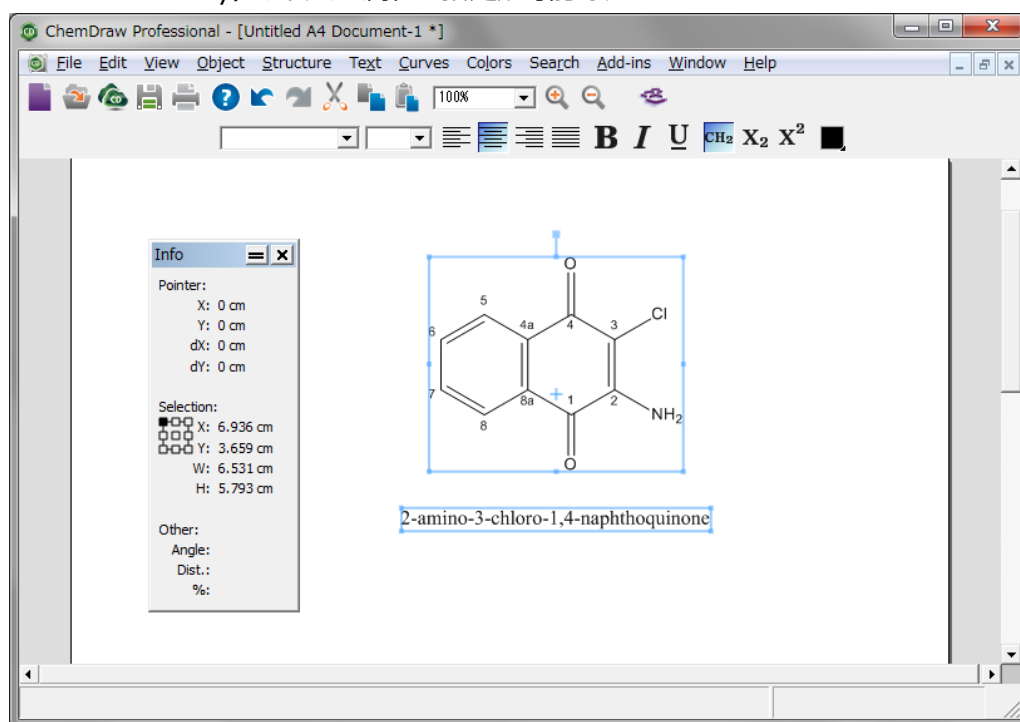 ChemDraw Professional - [Untitled A4 Document-1 *]
File Edit View Object Structure Text Curves Colors Search Add-ins Window Help
100%
B I U CH2 X2 X2
Info
Pointer:
X: 0 cm
Y: 0 cm
dX: 0 cm
dY: 0 cm
Selection:
X: 6.936 cm
Y: 3.659 cm
W: 6.531 cm
H: 5.793 cm
Other:
Angle:
Dist.:
%:
O
5
4a
4
3
Cl
6
7
8a
1
2
NH2
8
O
2-amino-3-chloro-1,4-naphthoquinone